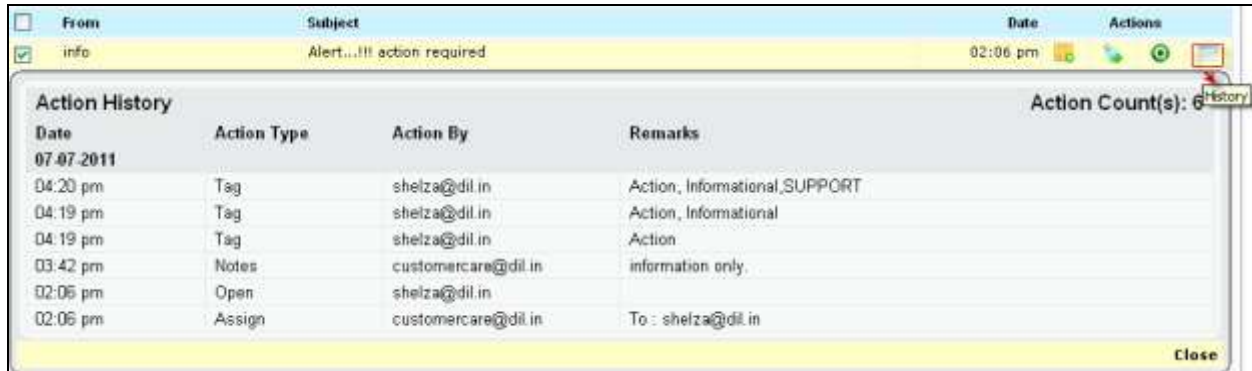 From Subject Date Actions
info Alert...!!! action required 02:06 pm
History
Action History Action Count(s): 6
Date Action Type Action By Remarks
07-07-2011
04:20 pm Tag shelza@dil.in Action, Informational,SUPPORT
04:19 pm Tag shelza@dil.in Action, Informational
04:19 pm Tag shelza@dil.in Action
03:42 pm Notes customercare@dil.in information only.
02:06 pm Open shelza@dil.in
02:06 pm Assign customercare@dil.in To : shelza@dil.in
Close